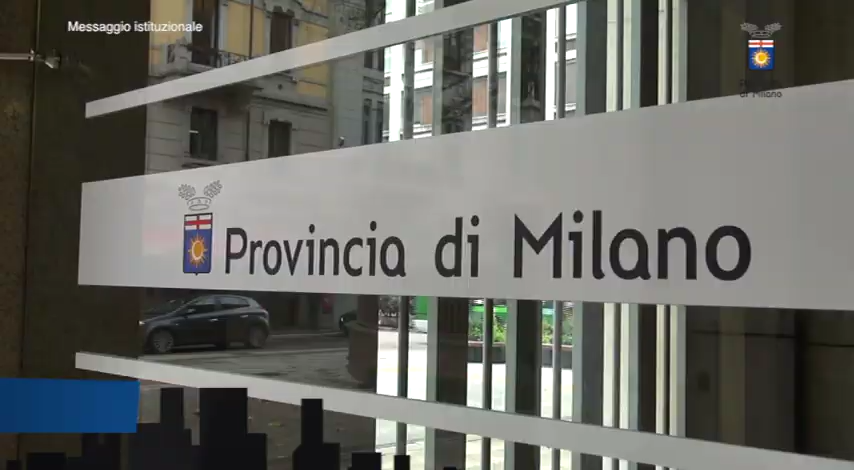 Messaggio istituzionale
di Milano
Provincia di Milano